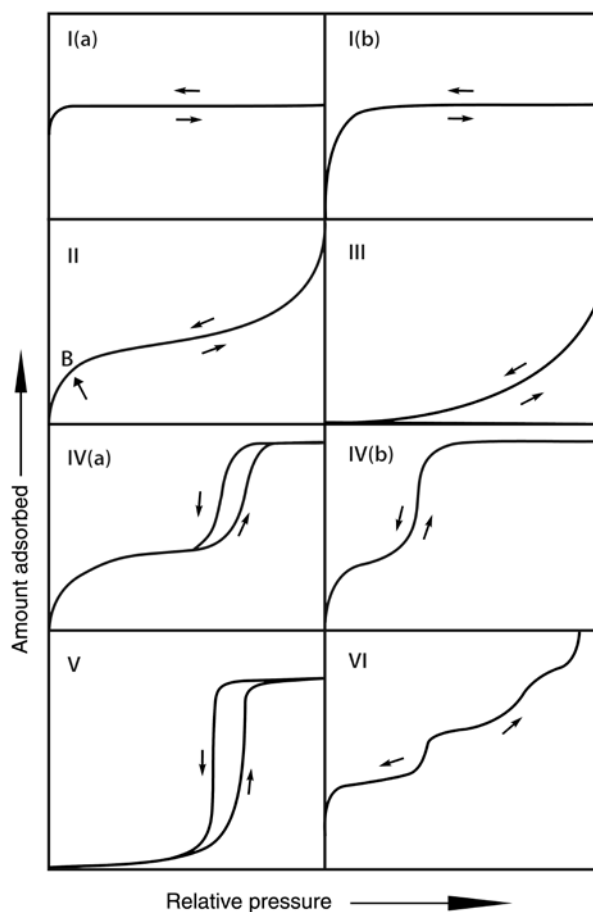 I(a)
I(b)
II
III
B
IV(a)
IV(b)
V
VI
Amount adsorbed
Relative pressure